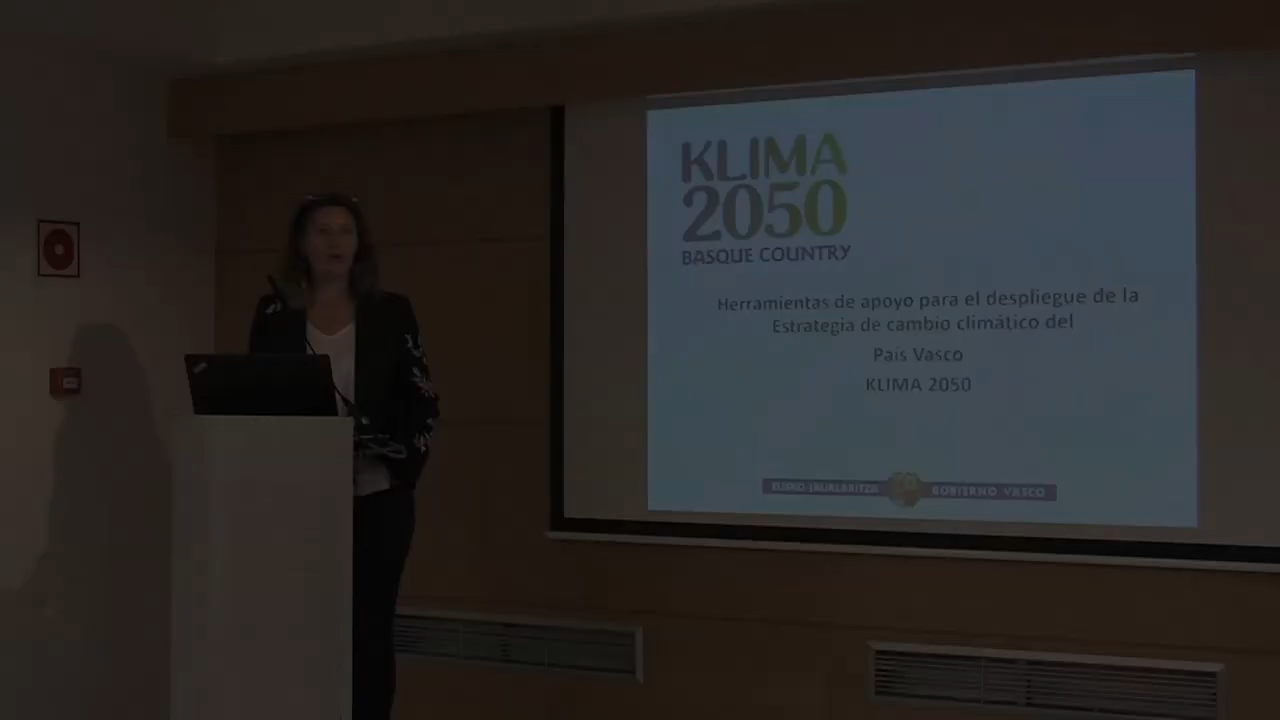 KLIMA
2050
BASQUE COUNTRY
Herramientas de apoyo para el despliegue de la
Estrategia de cambio climático del
País Vasco
KLIMA 2050
EUSKO JAURLARITZA GOBIERNO VASCO